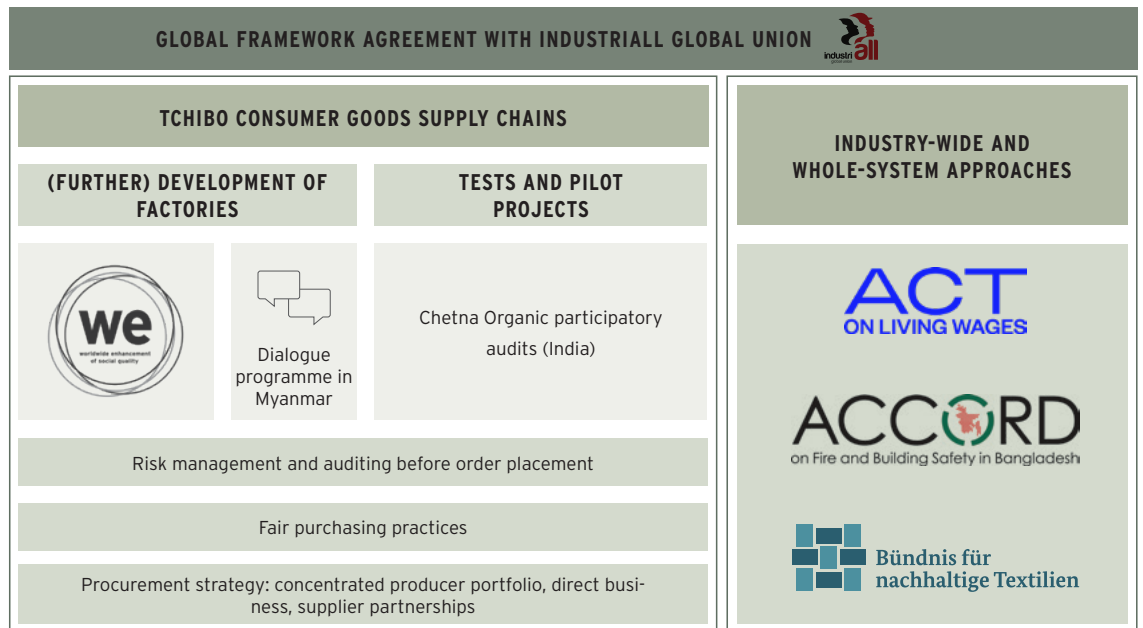 GLOBAL FRAMEWORK AGREEMENT WITH INDUSTRIALL GLOBAL UNION
industri
all
global union
TCHIBO CONSUMER GOODS SUPPLY CHAINS
(FURTHER) DEVELOPMENT OF
FACTORIES
TESTS AND PILOT
PROJECTS
we
worldwide enhancement
of social quality
Dialogue
programme in
Myanmar
Chetna Organic participatory
audits (India)
Risk management and auditing before order placement
Fair purchasing practices
Procurement strategy: concentrated producer portfolio, direct busi-
ness, supplier partnerships
INDUSTRY-WIDE AND
WHOLE-SYSTEM APPROACHES
ACT
ON LIVING WAGES
ACCORD
on Fire and Building Safety in Bangladesh
Bündnis für
nachhaltige Textilien